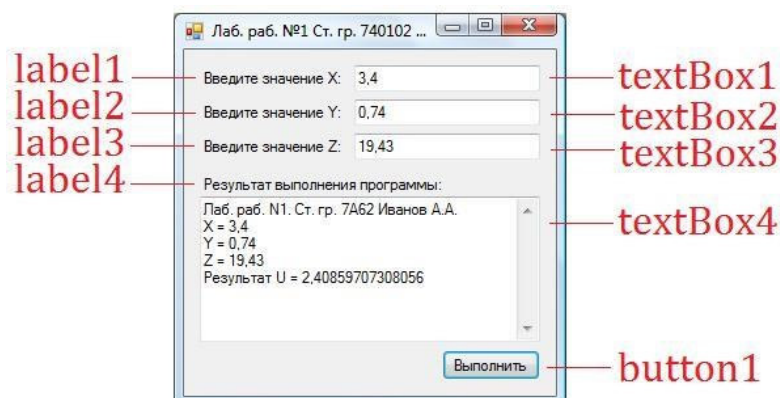 Лаб. раб. №1 Ст. гр. 740102 ...
label1 Введите значение X: 3,4 textBox1
label2 Введите значение Y: 0,74 textBox2
label3 Введите значение Z: 19,43 textBox3
label4 Результат выполнения программы:
Лаб. раб. N1. Ст. гр. 7А62 Иванов А.А.
X = 3,4 textBox4
Y = 0,74
Z = 19,43
Результат U = 2,40859707308056
Выполнить button1